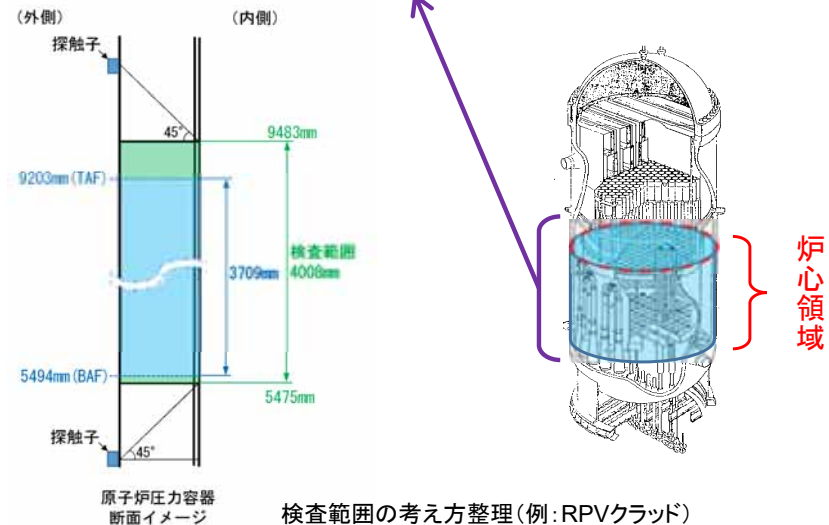 (外側)
(内側)
探触子
45°
9483mm
9203mm(TAF)
検査範囲
3709mm
4008mm
5494mm(BAF)
5475mm
探触子
45°
原子炉圧力容器
断面イメージ
炉心領域
検査範囲の考え方整理(例:RPVクラッド)